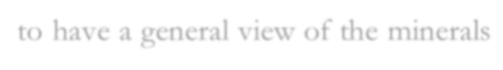 to have a general view of the minerals